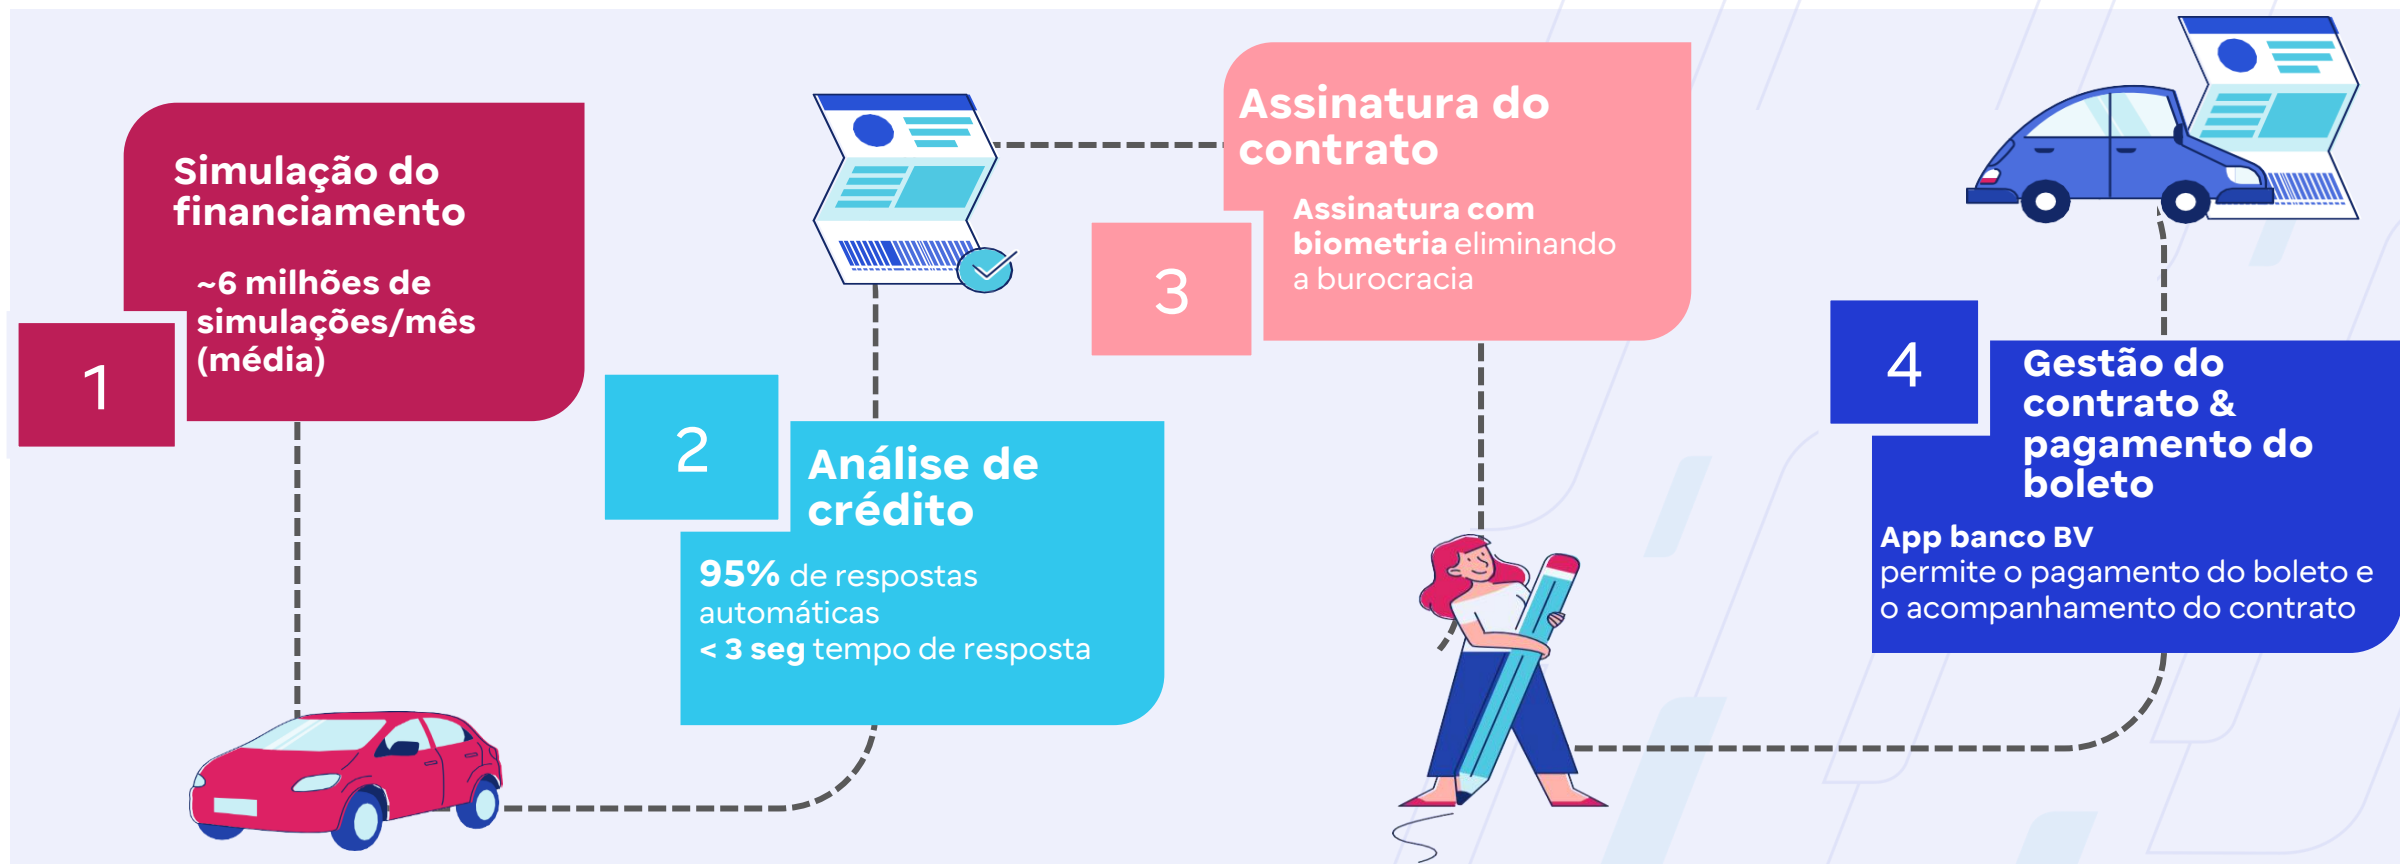 1
Simulação do
financiamento
~6 milhões de
simulações/mês
(média)
2
Análise de
crédito
95% de respostas
automáticas
< 3 seg tempo de resposta
3
Assinatura do
contrato
Assinatura com
biometria eliminando
a burocracia
4
Gestão do
contrato &
pagamento do
boleto
App banco BV
permite o pagamento do boleto e
o acompanhamento do contrato